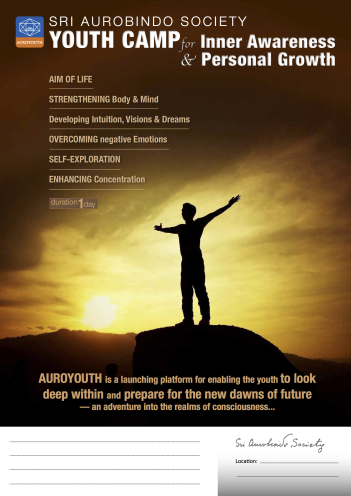 SRI AUROBINDO SOCIETY
AUROYOUTH
YOUTH CAMP for Inner Awareness
& Personal Growth
AIM OF LIFE
STRENGTHENING Body & Mind
Developing Intuition, Visions & Dreams
OVERCOMING negative Emotions
SELF-EXPLORATION
ENHANCING Concentration
duration 1 day
AUROYOUTH is a launching platform for enabling the youth to look
deep within and prepare for the new dawns of future
— an adventure into the realms of consciousness...
Sri Aurobindo Society
Location: